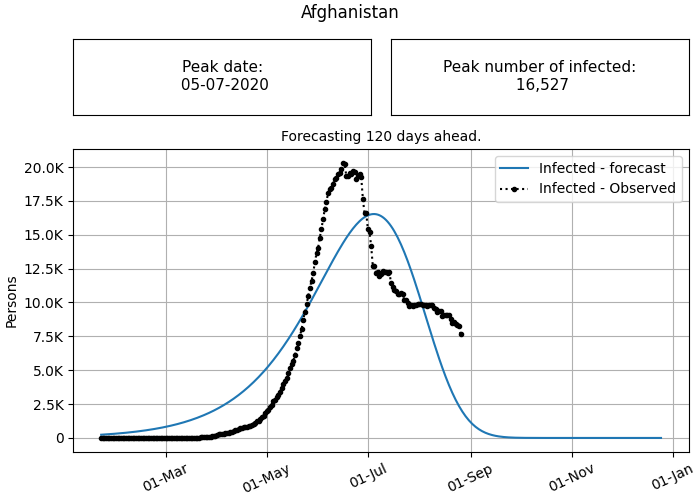 Afghanistan
Peak date:
05-07-2020
Peak number of infected:
16,527
Forecasting 120 days ahead.
Infected - forecast
Infected - Observed
Persons
20.0K
17.5K
15.0K
12.5K
10.0K
7.5K
5.0K
2.5K
0
01-Mar
01-May
01-Jul
01-Sep
01-Nov
01-Jan